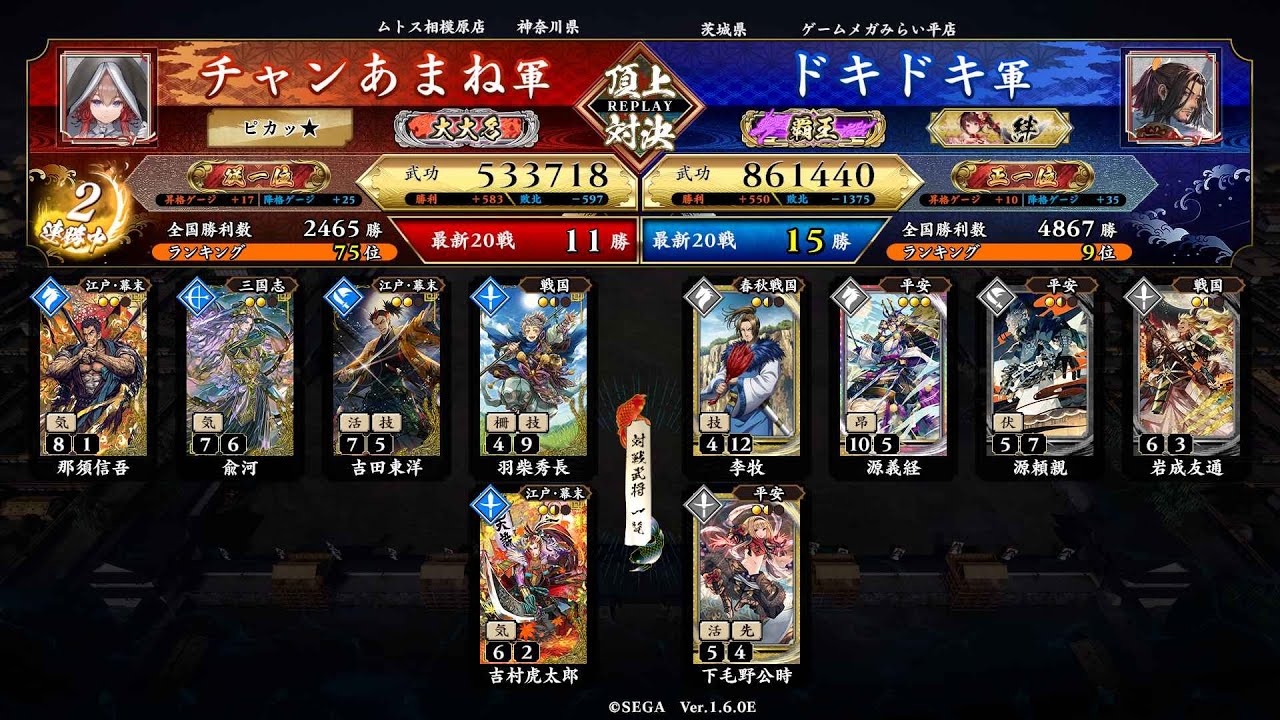 ムトス相模原店 神奈川県
茨城県 ゲームメガみらい平店
チャンあまね軍
頂上
REPLAY
対決
ドキドキ軍
ピカッ★
大大名
覇王
絆
2
連勝中
従一位
昇格ゲージ +17 降格ゲージ +25
武功 533718
勝利 +583 敗北 -597
武功 861440
勝利 +550 敗北 -1375
正一位
昇格ゲージ +10 降格ゲージ +35
全国勝利数 2465勝
ランキング 75位
最新20戦 11勝
最新20戦 15勝
全国勝利数 4867勝
ランキング 9位
江戸・幕末
気
8 1
那須信吾
三国志
気
7 6
兪河
江戸・幕末
活 技
7 5
吉田東洋
戦国
柵 技
4 9
羽柴秀長
対戦武将一覧
春秋戦国
技
4 12
李牧
平安
昂
10 5
源義経
平安
伏
5 7
源頼親
戦国
6 3
岩成友通
江戸・幕末
気
6 2
吉村虎太郎
平安
活 先
5 4
下毛野公時
©SEGA Ver.1.6.0E